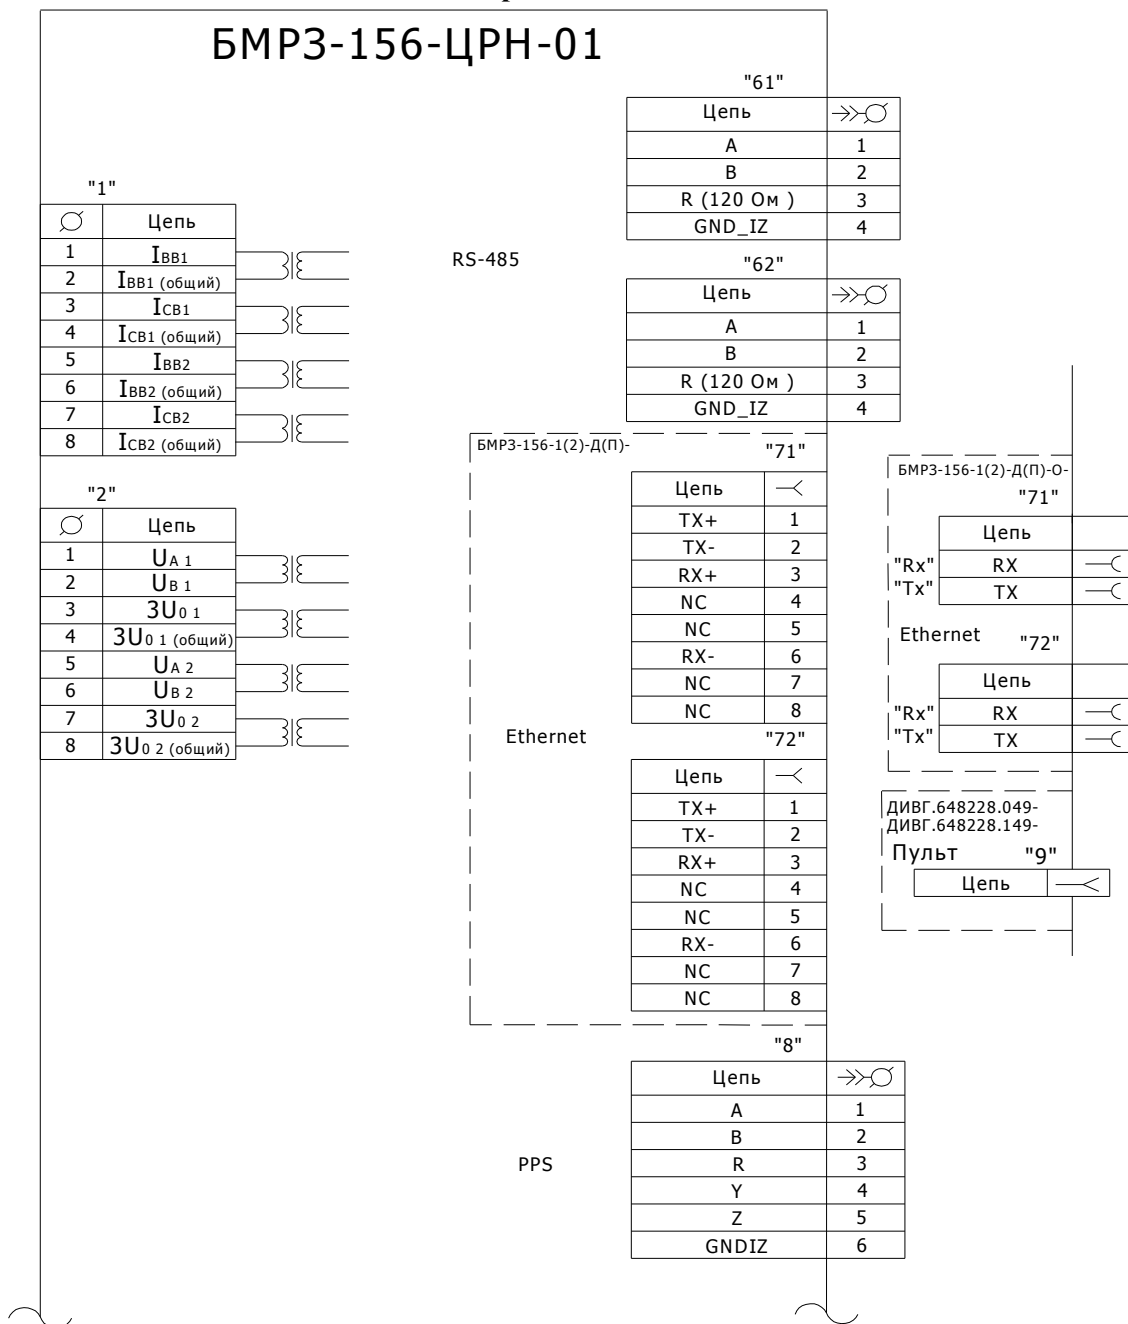 БМРЗ-156-ЦРН-01
"1"
Цепь
1 IВВ1
2 IВВ1 (общий)
3 IСВ1
4 IСВ1 (общий)
5 IВВ2
6 IВВ2 (общий)
7 IСВ2
8 IСВ2 (общий)
"2"
Цепь
1 UА 1
2 UВ 1
3 3U0 1
4 3U0 1 (общий)
5 UА 2
6 UВ 2
7 3U0 2
8 3U0 2 (общий)
RS-485
"61"
Цепь
A 1
B 2
R (120 Ом ) 3
GND_IZ 4
"62"
Цепь
A 1
B 2
R (120 Ом ) 3
GND_IZ 4
БМРЗ-156-1(2)-Д(П)-
"71"
Цепь
TX+ 1
TX- 2
RX+ 3
NC 4
NC 5
RX- 6
NC 7
NC 8
Ethernet
"72"
Цепь
TX+ 1
TX- 2
RX+ 3
NC 4
NC 5
RX- 6
NC 7
NC 8
"8"
Цепь
A 1
B 2
R 3
Y 4
Z 5
GNDIZ 6
PPS
БМРЗ-156-1(2)-Д(П)-О-
"71"
Цепь
"Rx" RX
"Tx" TX
Ethernet
"72"
Цепь
"Rx" RX
"Tx" TX
ДИВГ.648228.049-
ДИВГ.648228.149-
Пульт "9"
Цепь